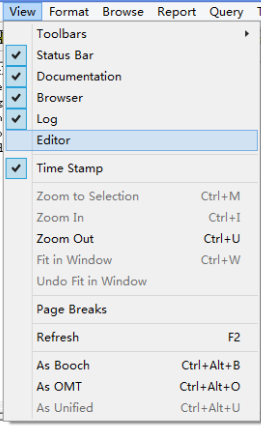 View Format Browse Report Query
Toolbars
Status Bar
Documentation
Browser
Log
Editor
Time Stamp
Zoom to Selection Ctrl+M
Zoom In Ctrl+I
Zoom Out Ctrl+U
Fit in Window Ctrl+W
Undo Fit in Window
Page Breaks
Refresh F2
As Booch Ctrl+Alt+B
As OMT Ctrl+Alt+O
As Unified Ctrl+Alt+U